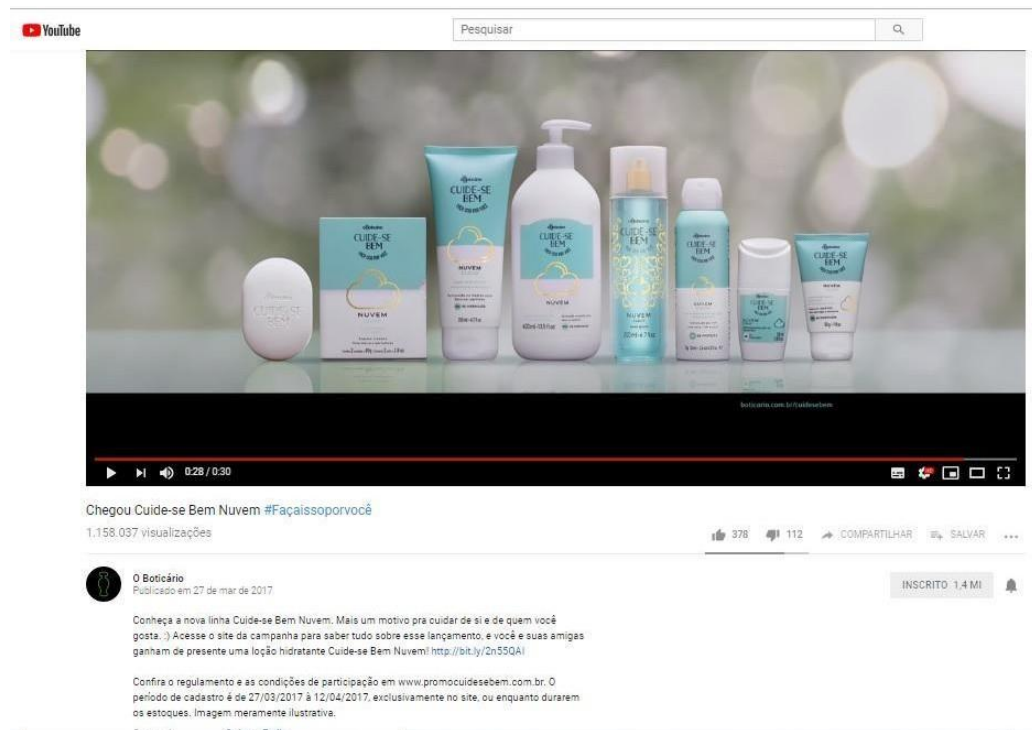 YouTube
Pesquisar
CUIDE-SE
BEM
NUVEM
CUIDE-SE
BEM
NUVEM
CUIDE-SE
BEM
NUVEM
CUIDE-SE
BEM
NUVEM
CUIDE-SE
BEM
CUIDE-SE
BEM
CUIDE-SE
BEM
boticario.com.br/cuidesebem
0:28 / 0:30
Chegou Cuide-se Bem Nuvem #Façaissoporvocê
1.158.037 visualizações
378 112 COMPARTILHAR SALVAR
O Boticário
Publicado em 27 de mar de 2017
INSCRITO 1,4 MI
Conheça a nova linha Cuide-se Bem Nuvem. Mais um motivo pra cuidar de si e de quem você
gosta. :) Acesse o site da campanha para saber tudo sobre esse lançamento, e você e suas amigas
ganham de presente uma loção hidratante Cuide-se Bem Nuvem! http://bit.ly/2n55QAl
Confira o regulamento e as condições de participação em www.promocuidesebem.com.br. O
período de cadastro é de 27/03/2017 à 12/04/2017, exclusivamente no site, ou enquanto durarem
os estoques. Imagem meramente ilustrativa.